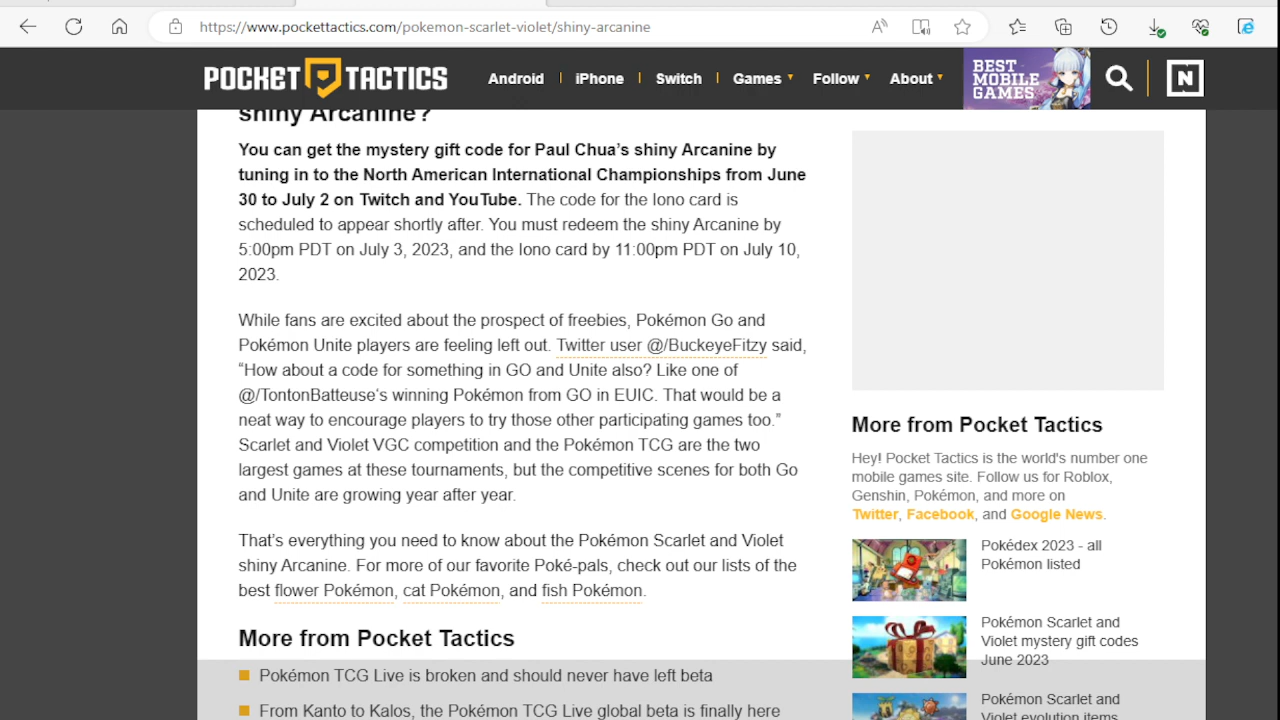 https://www.pockettactics.com/pokemon-scarlet-violet/shiny-arcanine
POCKET TACTICS
Android
iPhone
Switch
Games
Follow
About
BEST
MOBILE
GAMES
N
shiny Arcanine?
You can get the mystery gift code for Paul Chua’s shiny Arcanine by
tuning in to the North American International Championships from June
30 to July 2 on Twitch and YouTube. The code for the Iono card is
scheduled to appear shortly after. You must redeem the shiny Arcanine by
5:00pm PDT on July 3, 2023, and the Iono card by 11:00pm PDT on July 10,
2023.
While fans are excited about the prospect of freebies, Pokémon Go and
Pokémon Unite players are feeling left out. Twitter user @/BuckeyeFitzy said,
“How about a code for something in GO and Unite also? Like one of
@/TontonBatteuse‘s winning Pokémon from GO in EUIC. That would be a
neat way to encourage players to try those other participating games too.”
Scarlet and Violet VGC competition and the Pokémon TCG are the two
largest games at these tournaments, but the competitive scenes for both Go
and Unite are growing year after year.
That’s everything you need to know about the Pokémon Scarlet and Violet
shiny Arcanine. For more of our favorite Poké-pals, check out our lists of the
best flower Pokémon, cat Pokémon, and fish Pokémon.
More from Pocket Tactics
Pokémon TCG Live is broken and should never have left beta
From Kanto to Kalos, the Pokémon TCG Live global beta is finally here
More from Pocket Tactics
Hey! Pocket Tactics is the world's number one
mobile games site. Follow us for Roblox,
Genshin, Pokémon, and more on
Twitter, Facebook, and Google News.
Pokédex 2023 - all
Pokémon listed
Pokémon Scarlet and
Violet mystery gift codes
June 2023
Pokémon Scarlet and
Violet evolution items